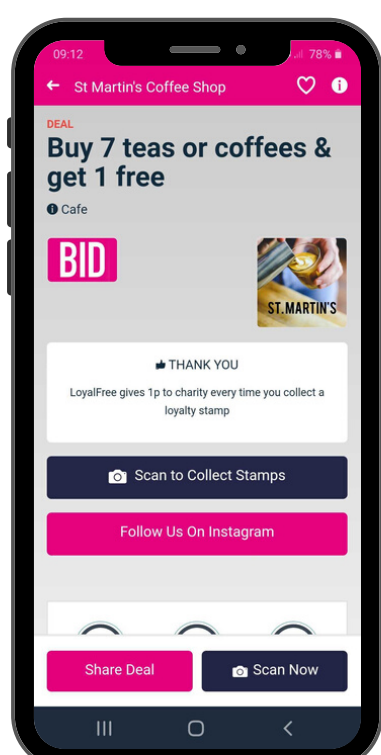 09:12
78%
St Martin's Coffee Shop
DEAL
Buy 7 teas or coffees &
get 1 free
Cafe
BID
ST.MARTIN'S
THANK YOU
LoyalFree gives 1p to charity every time you collect a
loyalty stamp
Scan to Collect Stamps
Follow Us On Instagram
Share Deal
Scan Now